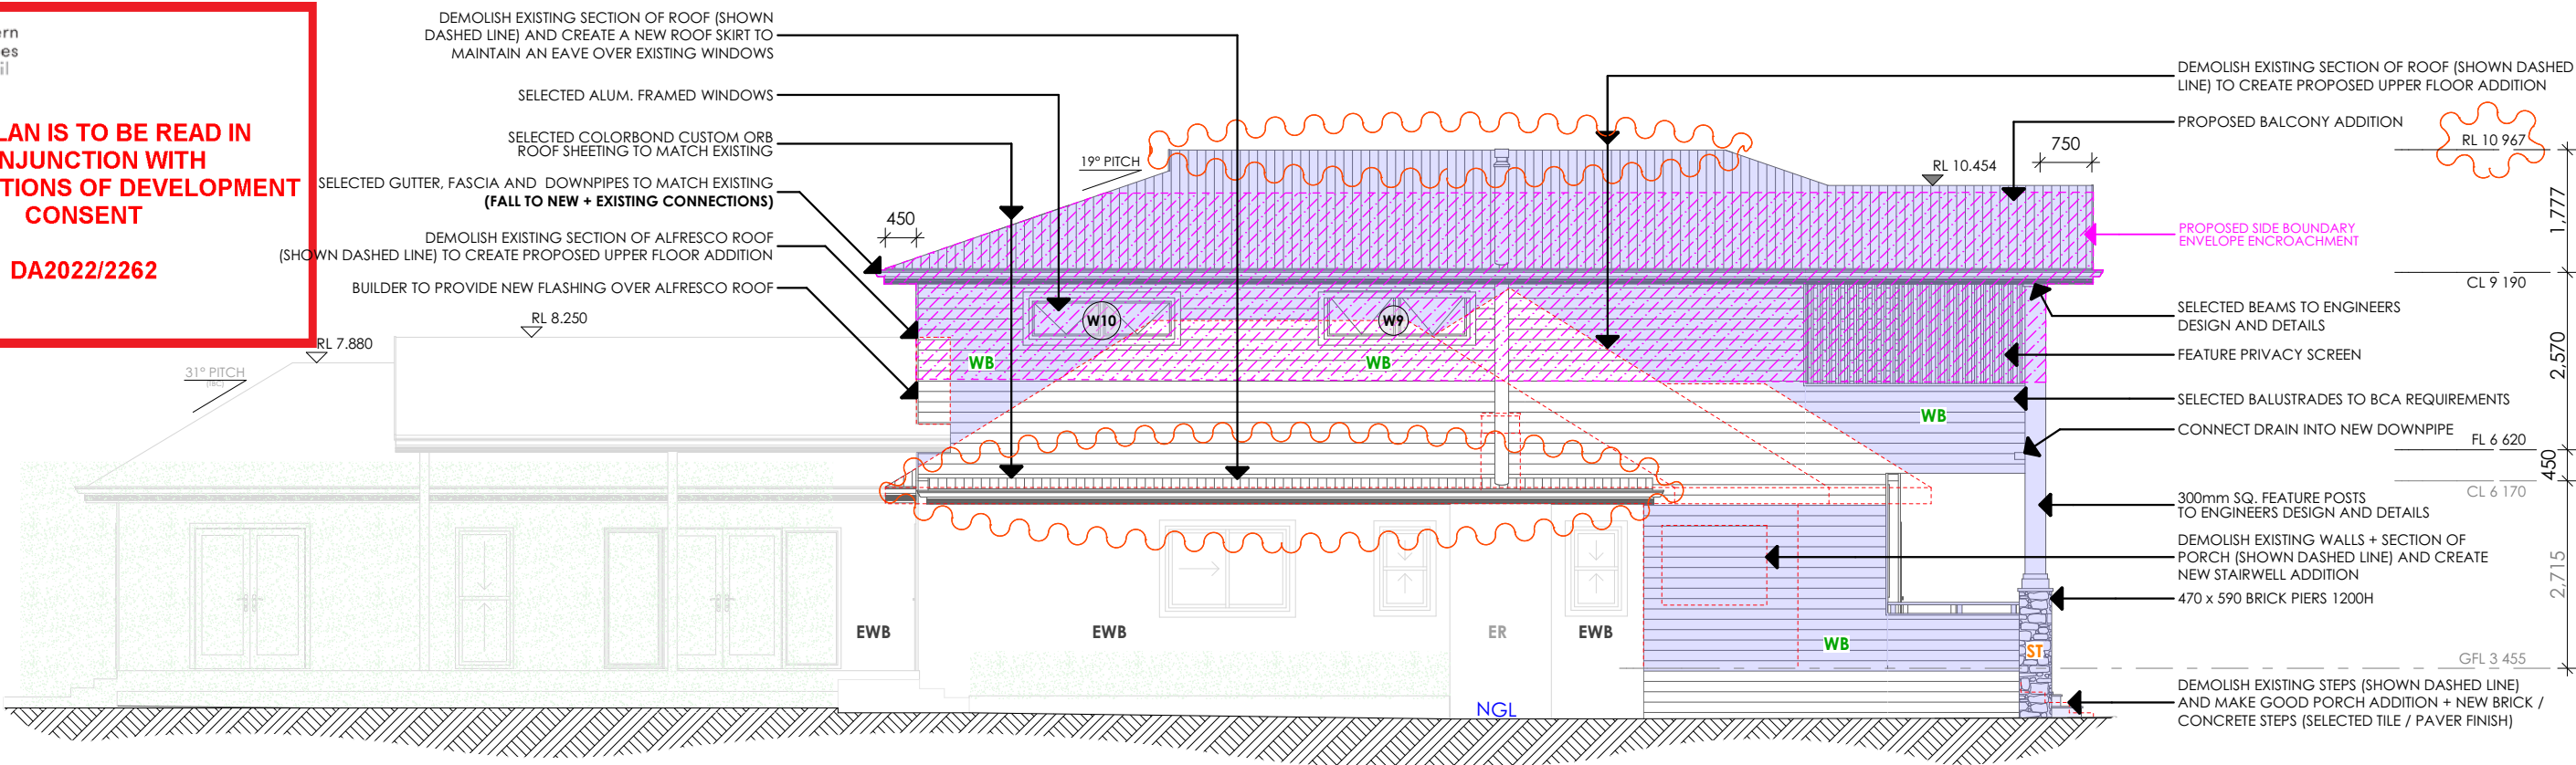 LAN IS TO BE READ IN
NJUNCTION WITH
TIONS OF DEVELOPMENT
CONSENT
DA2022/2262
DEMOLISH EXISTING SECTION OF ROOF (SHOWN
DASHED LINE) AND CREATE A NEW ROOF SKIRT TO
MAINTAIN AN EAVE OVER EXISTING WINDOWS
SELECTED ALUM. FRAMED WINDOWS
SELECTED COLORBOND CUSTOM ORB
ROOF SHEETING TO MATCH EXISTING
SELECTED GUTTER, FASCIA AND DOWNPIPES TO MATCH EXISTING
(FALL TO NEW + EXISTING CONNECTIONS)
DEMOLISH EXISTING SECTION OF ALFRESCO ROOF
(SHOWN DASHED LINE) TO CREATE PROPOSED UPPER FLOOR ADDITION
BUILDER TO PROVIDE NEW FLASHING OVER ALFRESCO ROOF
RL 8.250
RL 7.880
31° PITCH
(TBC)
19° PITCH
450
W10
W9
WB
WB
WB
WB
EWB
EWB
ER
EWB
ST
NGL
RL 10.454
750
DEMOLISH EXISTING SECTION OF ROOF (SHOWN DASHED
LINE) TO CREATE PROPOSED UPPER FLOOR ADDITION
PROPOSED BALCONY ADDITION
RL 10 967
PROPOSED SIDE BOUNDARY
ENVELOPE ENCROACHMENT
1,777
CL 9 190
SELECTED BEAMS TO ENGINEERS
DESIGN AND DETAILS
FEATURE PRIVACY SCREEN
2,570
SELECTED BALUSTRADES TO BCA REQUIREMENTS
CONNECT DRAIN INTO NEW DOWNPIPE
FL 6 620
450
CL 6 170
300mm SQ. FEATURE POSTS
TO ENGINEERS DESIGN AND DETAILS
DEMOLISH EXISTING WALLS + SECTION OF
PORCH (SHOWN DASHED LINE) AND CREATE
NEW STAIRWELL ADDITION
2,715
470 x 590 BRICK PIERS 1200H
GFL 3 455
DEMOLISH EXISTING STEPS (SHOWN DASHED LINE)
AND MAKE GOOD PORCH ADDITION + NEW BRICK /
CONCRETE STEPS (SELECTED TILE / PAVER FINISH)